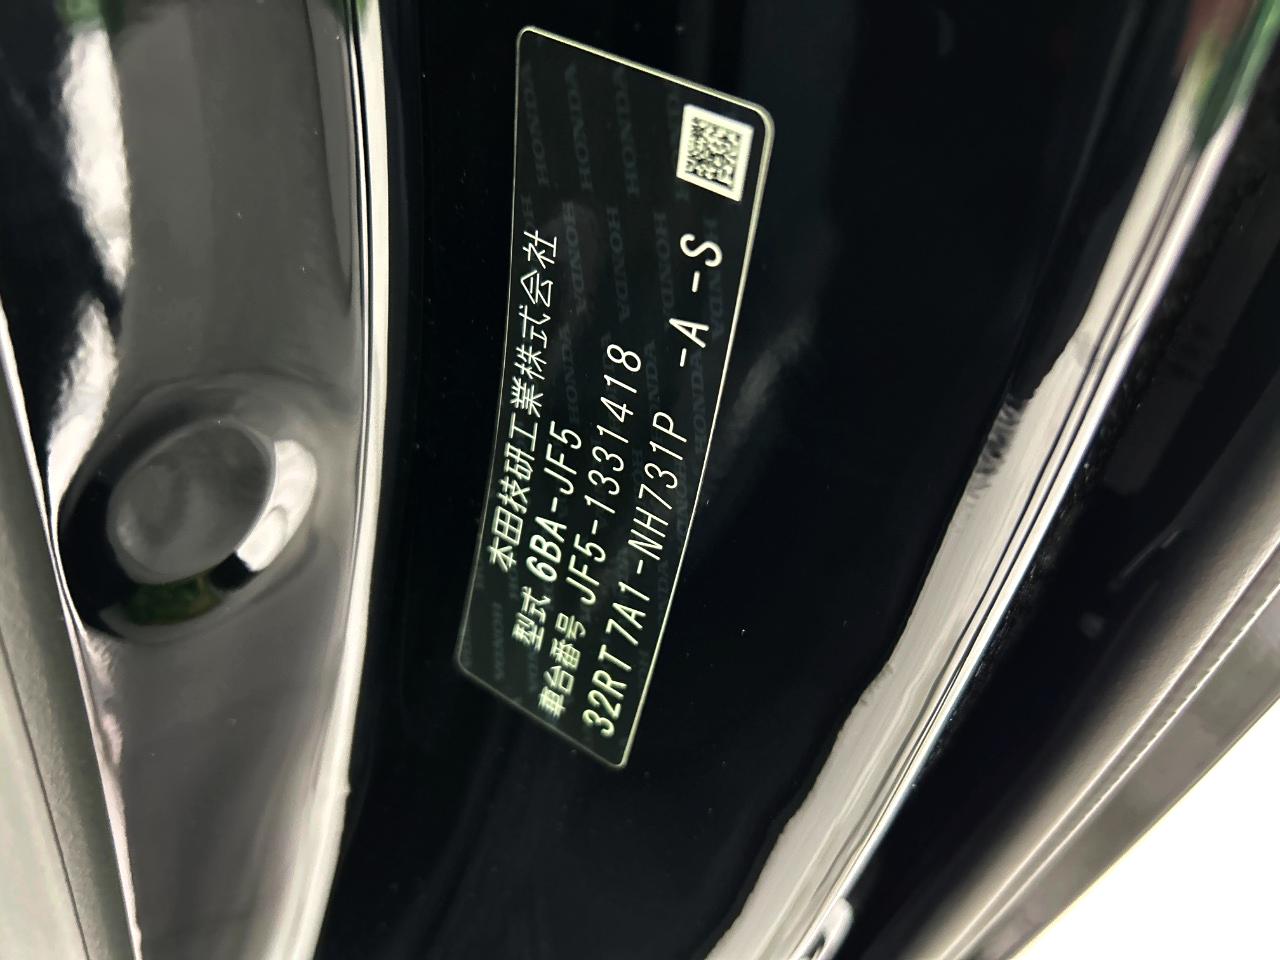 本田技研工業株式会社
型式 6BA-JF5
車台番号 JF5-1331418
32RT7A1-NH731P -A -S